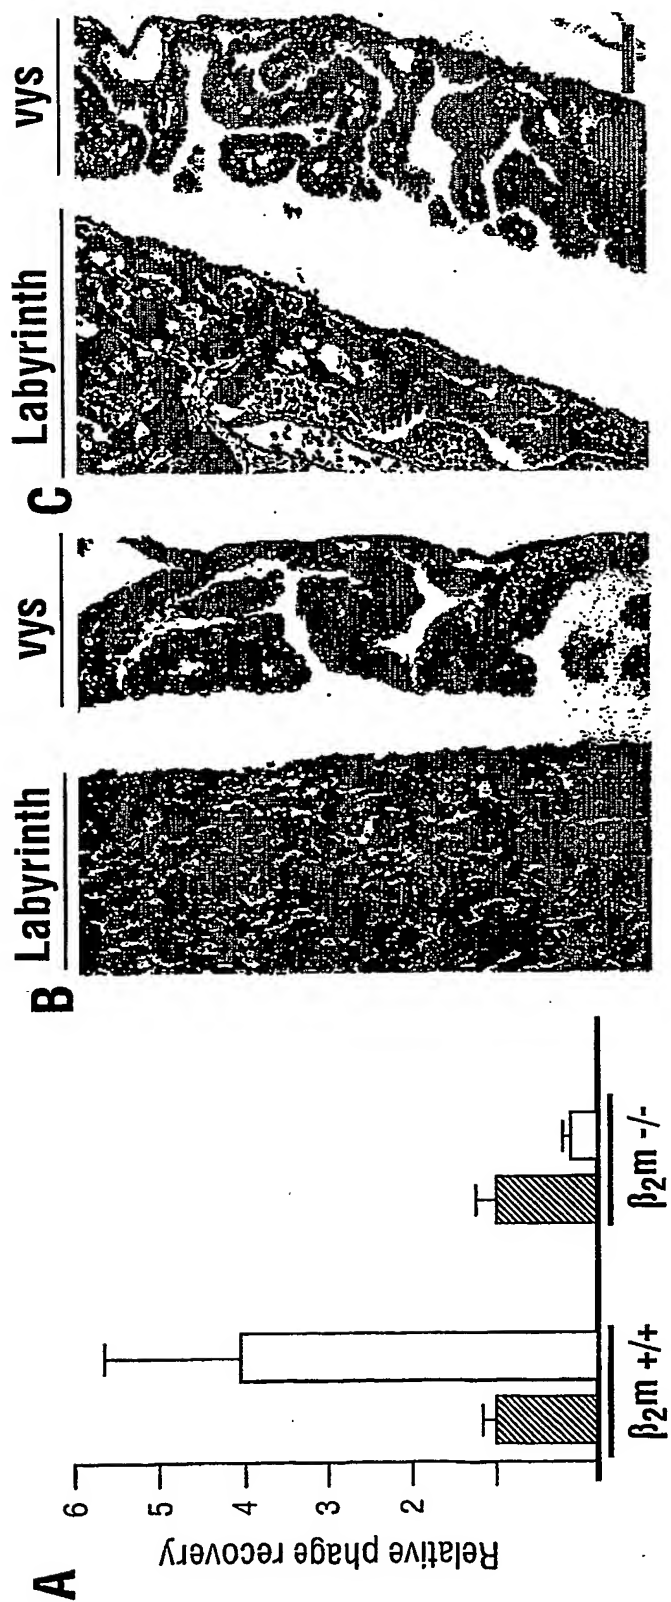 A
Relative phage recovery
6
5
4
3
2
β₂m +/+
β₂m -/-
B
Labyrinth
vys
C
Labyrinth
vys